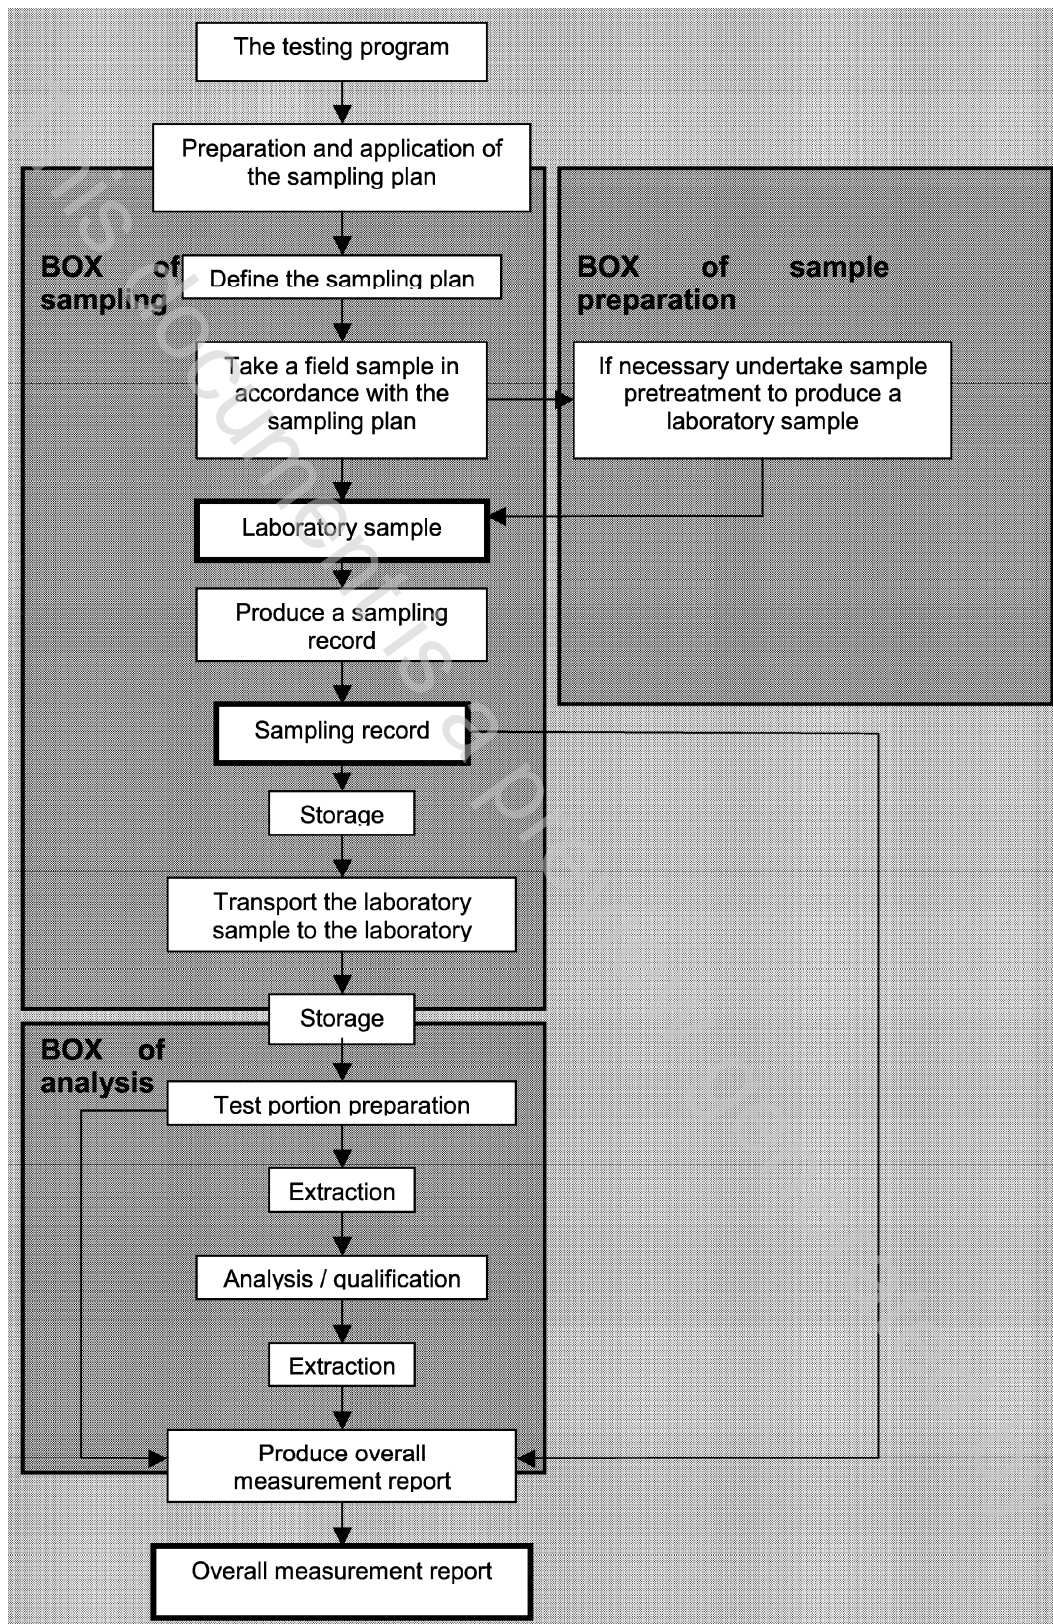 The testing program
Preparation and application of
the sampling plan
BOX of
sampling
Define the sampling plan
BOX of sample
preparation
Take a field sample in
accordance with the
sampling plan
If necessary undertake sample
pretreatment to produce a
laboratory sample
Laboratory sample
Produce a sampling
record
Sampling record
Storage
Transport the laboratory
sample to the laboratory
Storage
BOX of
analysis
Test portion preparation
Extraction
Analysis / qualification
Extraction
Produce overall
measurement report
Overall measurement report
document is a